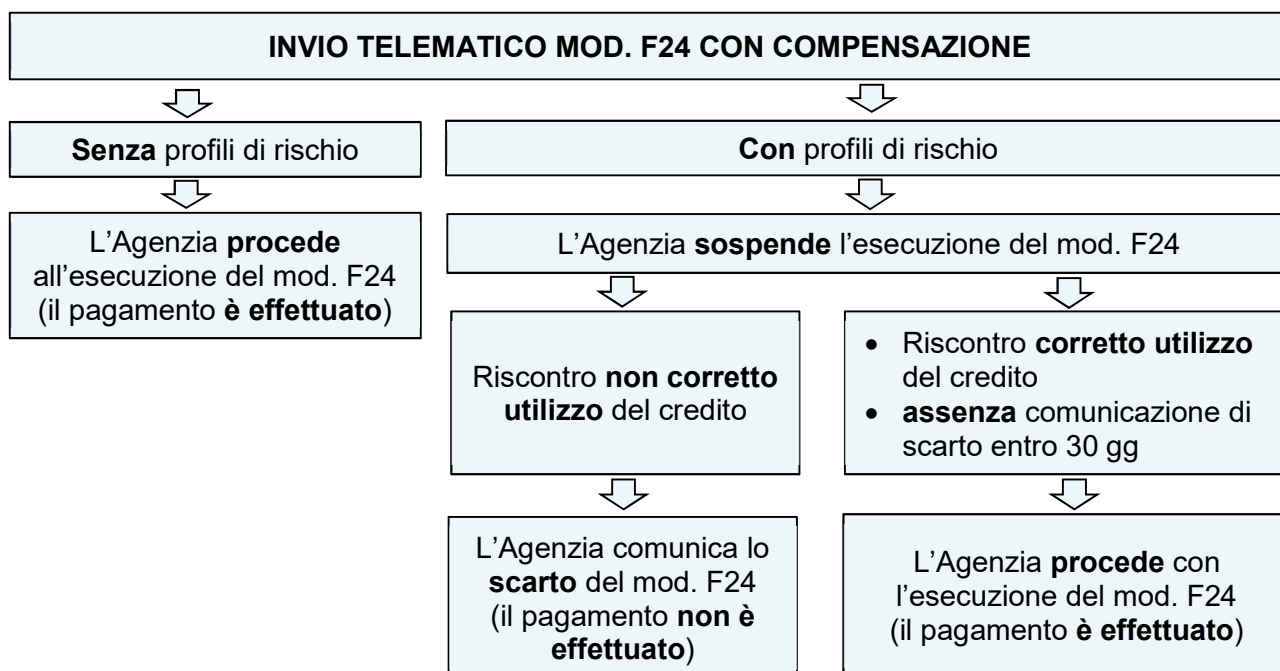 INVIO TELEMATICO MOD. F24 CON COMPENSAZIONE
Senza profili di rischio
Con profili di rischio
L’Agenzia procede
all’esecuzione del mod. F24
(il pagamento è effettuato)
L’Agenzia sospende l’esecuzione del mod. F24
Riscontro non corretto
utilizzo del credito
• Riscontro corretto utilizzo
del credito
• assenza comunicazione di
scarto entro 30 gg
L’Agenzia comunica lo
scarto del mod. F24
(il pagamento non è
effettuato)
L’Agenzia procede con
l’esecuzione del mod. F24
(il pagamento è effettuato)